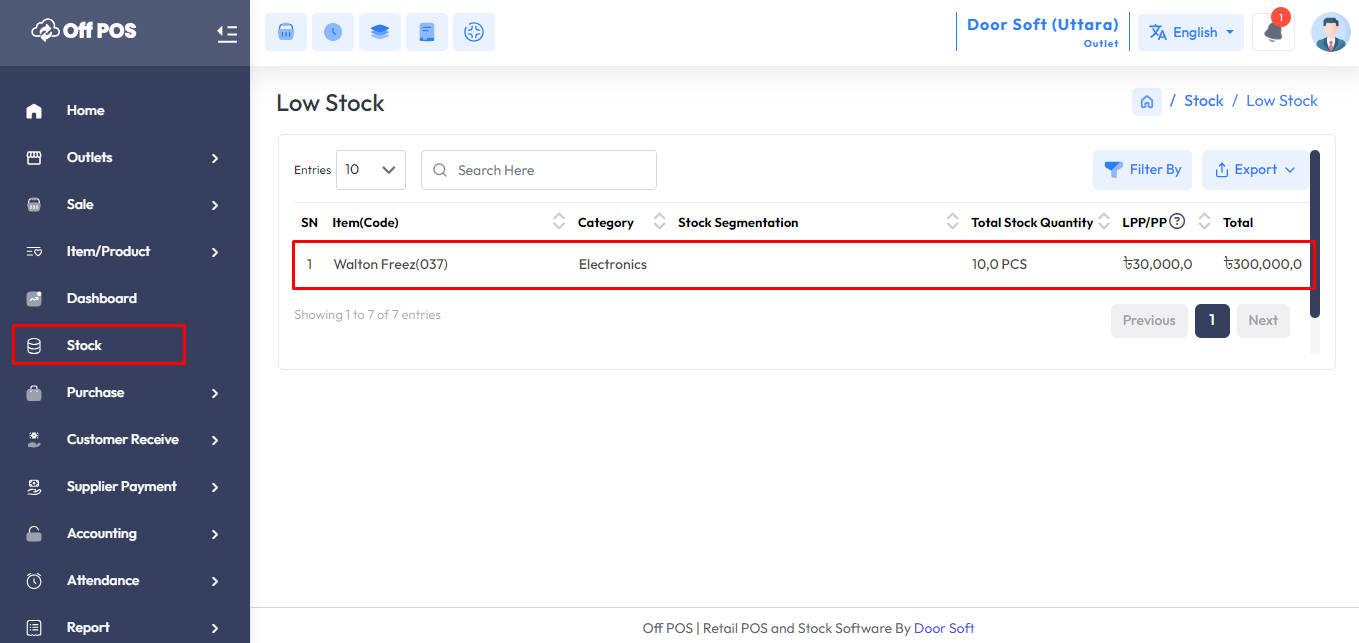 Off POS
Door Soft (Uttara)
Outlet
English
1
Home
Outlets
Sale
Item/Product
Dashboard
Stock
Purchase
Customer Receive
Supplier Payment
Accounting
Attendance
Report
Low Stock
/ Stock / Low Stock
Entries 10 Search Here Filter By Export
SN Item(Code) Category Stock Segmentation Total Stock Quantity LPP/PP ? Total
1 Walton Freez(037) Electronics 10,0 PCS ৳30,000,0 ৳300,000,0
Showing 1 to 7 of 7 entries
Previous 1 Next
Off POS | Retail POS and Stock Software By Door Soft